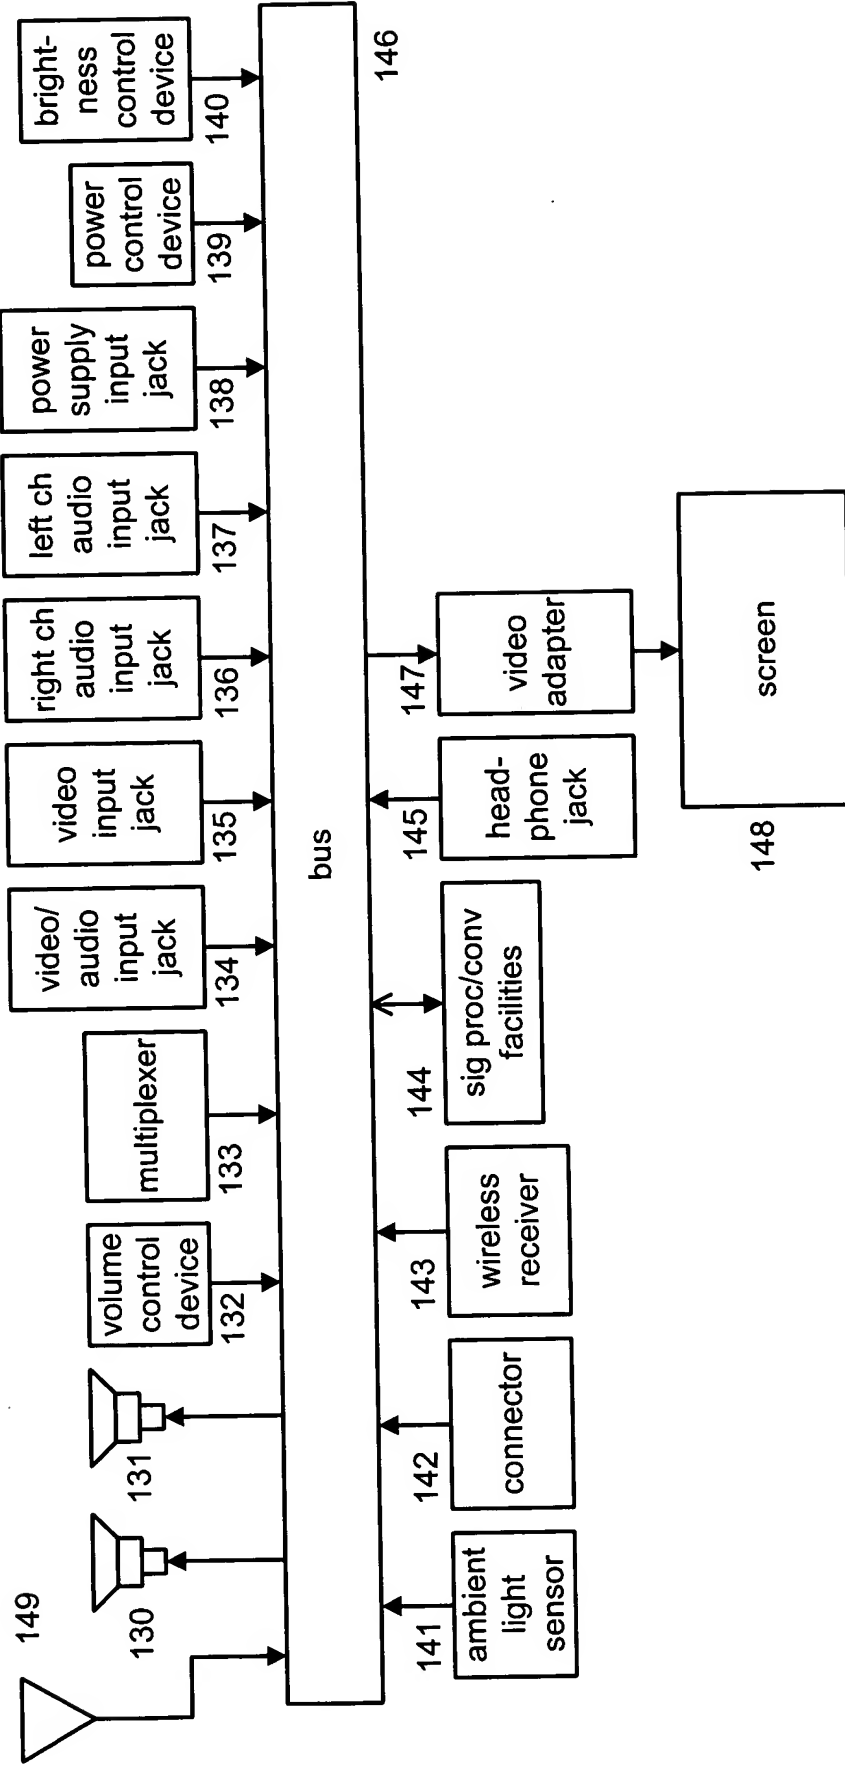 149
130
131
volume
control
device
132
multiplexer
133
video/
audio
input
jack
134
video
input
jack
135
right ch
audio
input
jack
136
left ch
audio
input
jack
137
power
supply
input
jack
138
power
control
device
139
bright-
ness
control
device
140
bus
146
141
ambient
light
sensor
142
connector
143
wireless
receiver
144
sig proc/conv
facilities
145
head-
phone
jack
147
video
adapter
148
screen